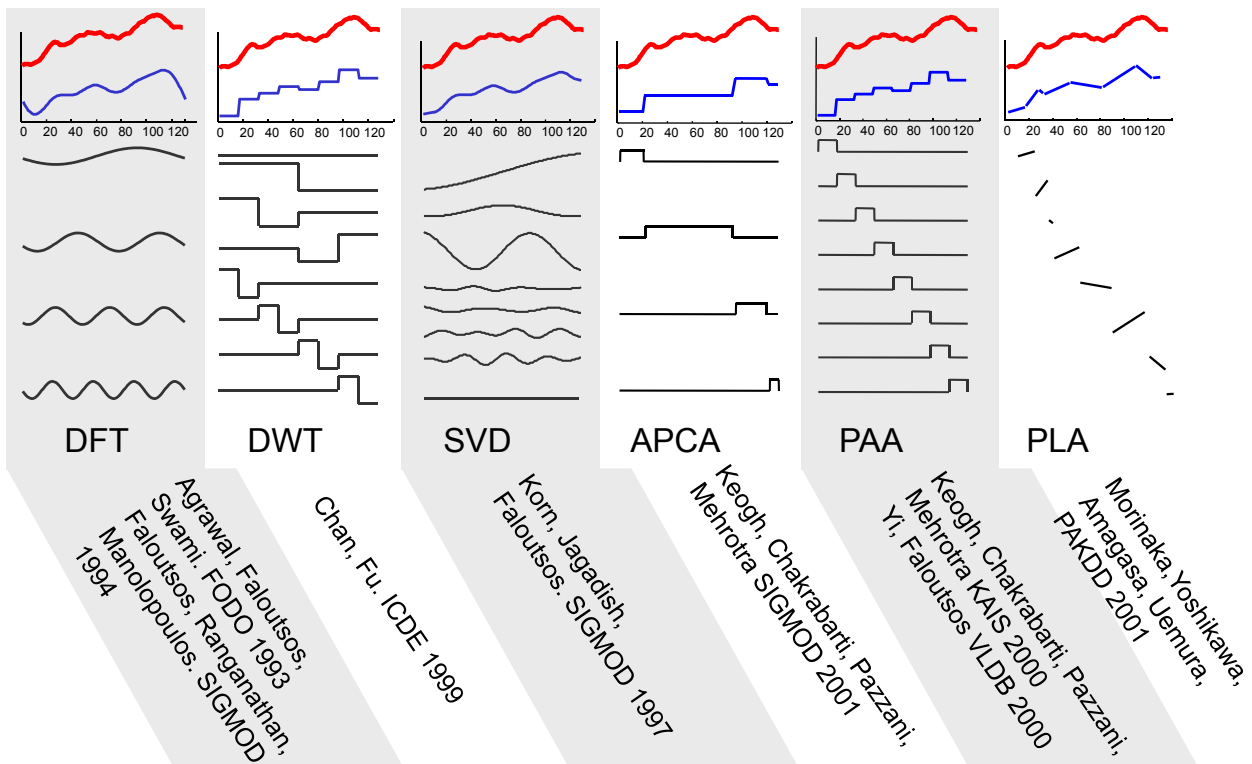 0 20 40 60 80 100 120
0 20 40 60 80 100 120
0 20 40 60 80 100 120
0 20 40 60 80 100 120
0 20 40 60 80 100 120
0 20 40 60 80 100 120
DFT
DWT
SVD
APCA
PAA
PLA
Agrawal, Faloutsos,
Swami. FODO 1993
Faloutsos, Ranganathan,
Manolopoulos. SIGMOD
1994
Chan, Fu. ICDE 1999
Korn, Jagadish,
Faloutsos. SIGMOD 1997
Keogh, Chakrabarti, Pazzani,
Mehrotra SIGMOD 2001
Keogh, Chakrabarti, Pazzani,
Mehrotra KAIS 2000
Yi, Faloutsos VLDB 2000
Morinaka, Yoshikawa,
Amagasa, Uemura,
PAKDD 2001